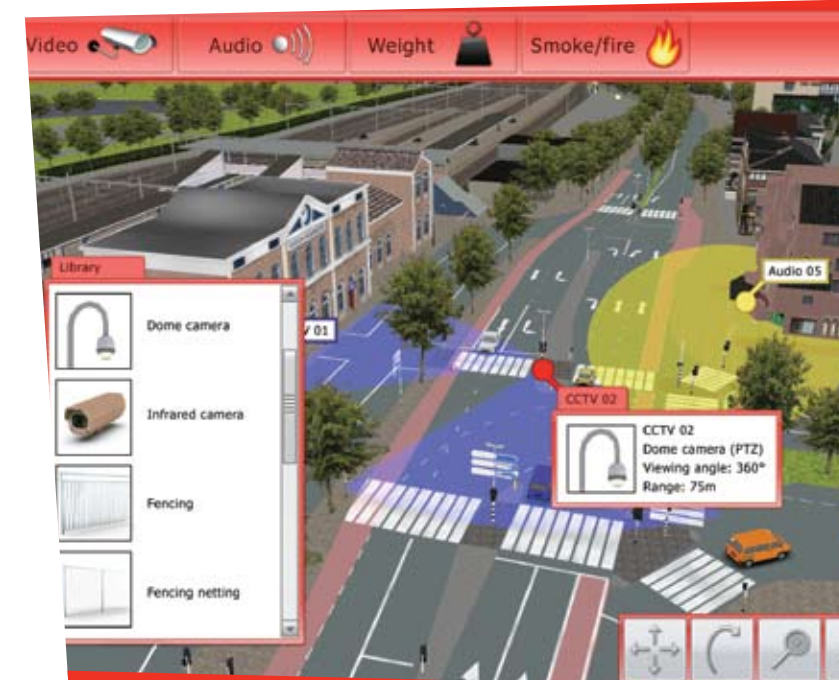 Video
Audio
Weight
Smoke/fire
Library
Dome camera
Infrared camera
Fencing
Fencing netting
01
Audio 05
CCTV 02
CCTV 02
Dome camera (PTZ)
Viewing angle: 360°
Range: 75m